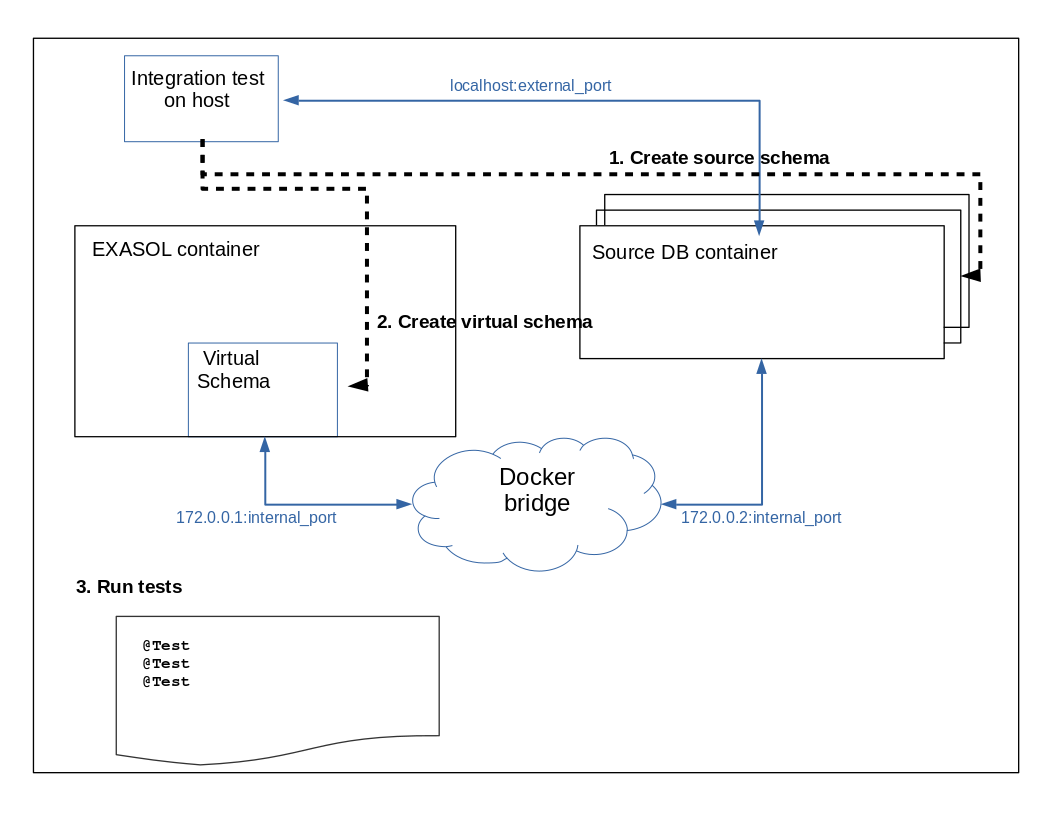 Integration test
on host
localhost:external_port
1. Create source schema
EXASOL container
Source DB container
2. Create virtual schema
Virtual
Schema
Docker
bridge
172.0.0.1:internal_port
172.0.0.2:internal_port
3. Run tests
@Test
@Test
@Test